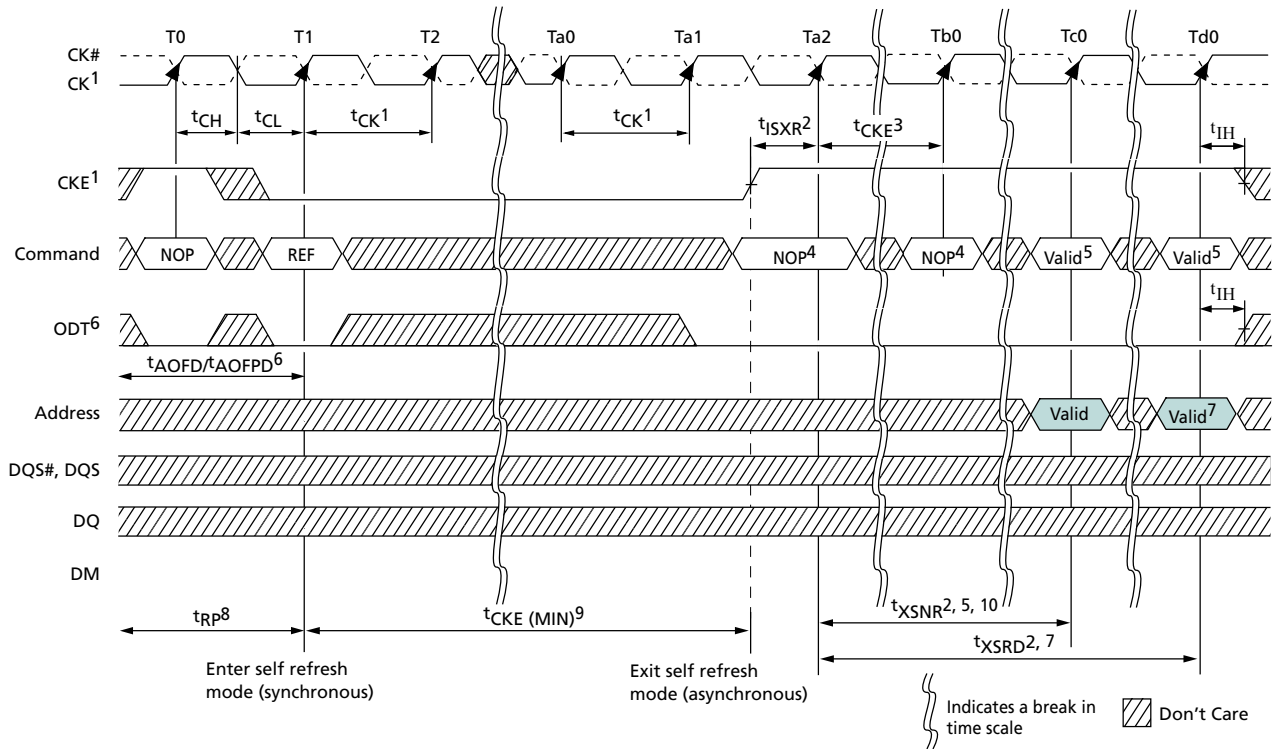 T0 T1 T2 Ta0 Ta1 Ta2 Tb0 Tc0 Td0
CK#
CK1
tCH tCL tCK1 tCK1 tISXR2 tCKE3 tIH
CKE1
Command NOP REF NOP4 NOP4 Valid5 Valid5
tIH
ODT6
tAOFD/tAOFPD6
Address Valid Valid7
DQS#, DQS
DQ
DM
tRP8 tCKE (MIN)9 tXSNR2, 5, 10
tXSRD2, 7
Enter self refresh
mode (synchronous)
Exit self refresh
mode (asynchronous)
Indicates a break in
time scale
Don't Care